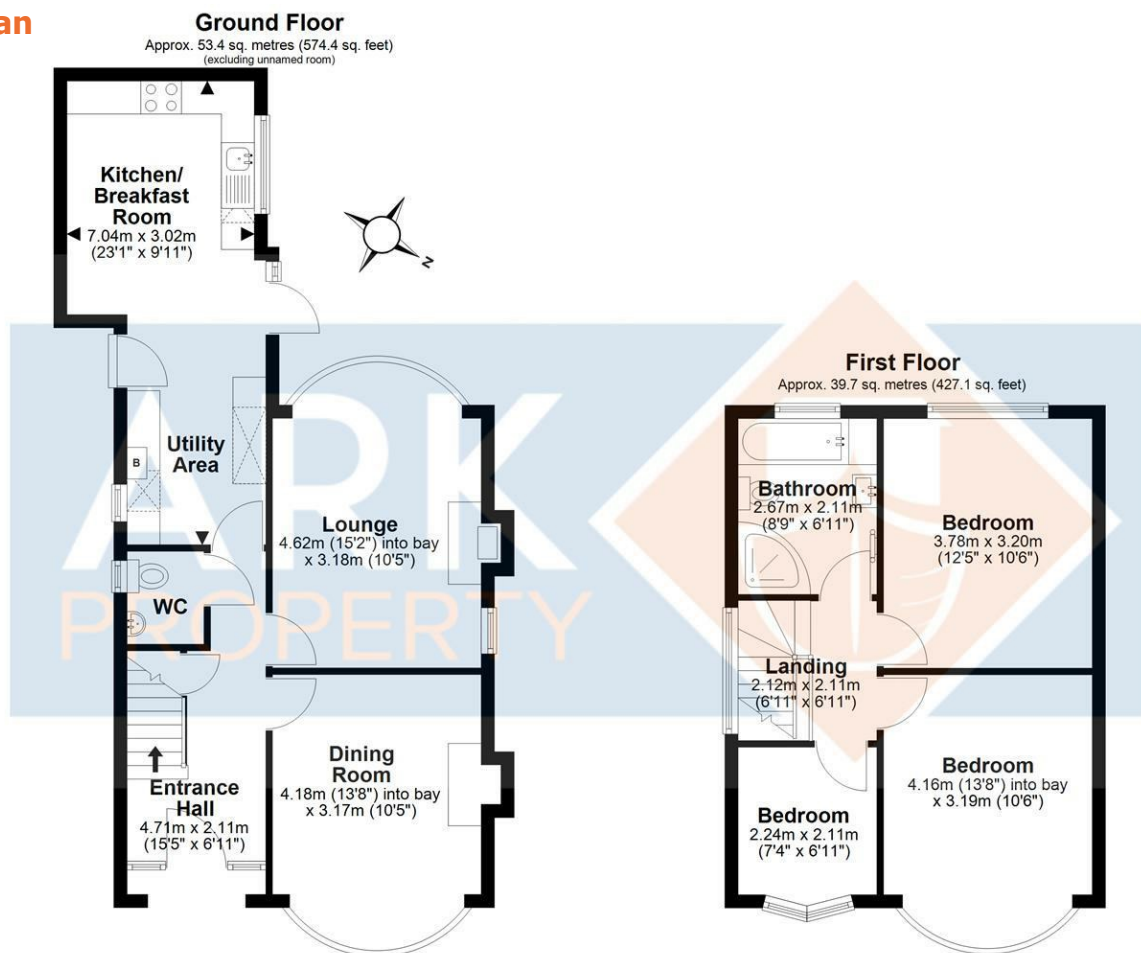 an
Ground Floor
Approx. 53.4 sq. metres (574.4 sq. feet)
(excluding unnamed room)
Kitchen/
Breakfast
Room
7.04m x 3.02m
(23'1" x 9'11")
N
Utility
Area
B
Lounge
4.62m (15'2") into bay
x 3.18m (10'5")
WC
Dining
Room
4.18m (13'8") into bay
x 3.17m (10'5")
Entrance
Hall
4.71m x 2.11m
(15'5" x 6'11")
First Floor
Approx. 39.7 sq. metres (427.1 sq. feet)
Bathroom
2.67m x 2.11m
(8'9" x 6'11")
Bedroom
3.78m x 3.20m
(12'5" x 10'6")
Landing
2.12m x 2.11m
(6'11" x 6'11")
Bedroom
4.16m (13'8") into bay
x 3.19m (10'6")
Bedroom
2.24m x 2.11m
(7'4" x 6'11")
ARK
PROPERTY